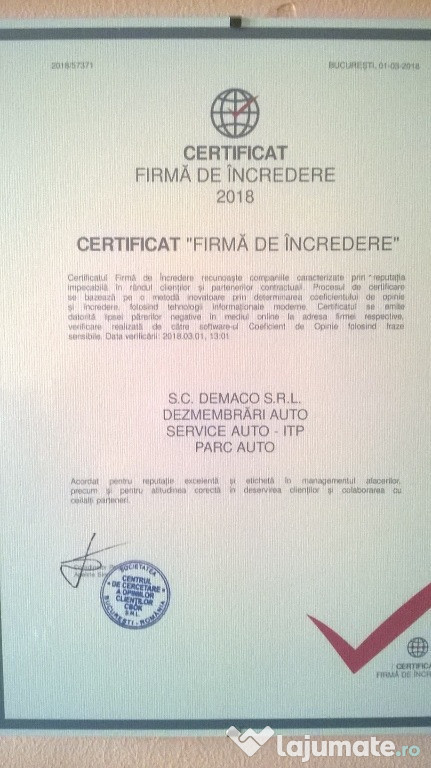 2018/57371
BUCUREȘTI, 01-03-2018
CERTIFICAT
FIRMĂ DE ÎNCREDERE
2018
CERTIFICAT "FIRMĂ DE ÎNCREDERE"
Certificatul Firmă de Încredere recunoaște companiile caracterizate prin "reputația
impecabilă în rândul clienților și partenerilor contractuali. Procesul de certificare
se bazează pe o metodă inovatoare prin determinarea coeficientului de opinie
și încredere, folosind tehnologii informaționale moderne. Certificatul se emite
datorită lipsei părerilor negative în mediul online la adresa firmei respective,
verificare realizată de către software-ul Coeficient de Opinie folosind fraze
sensibile. Data verificării: 2018.03.01, 13:01
S.C. DEMACO S.R.L.
DEZMEMBRĂRI AUTO
SERVICE AUTO - ITP
PARC AUTO
Acordat pentru reputație excelentă și etichetă în managementul afacerilor,
precum și pentru atitudinea corectă în deservirea clienților și colaborarea cu
ceilalți parteneri.
SOCIETATEA
CENTRUL
DE CERCETARE
A OPINIILOR
CLIENȚILOR
CBOK
S.R.L.
BUCUREȘTI-ROMÂNIA
CERTIFICA
FIRMĂ DE ÎNCR
lajumate.ro